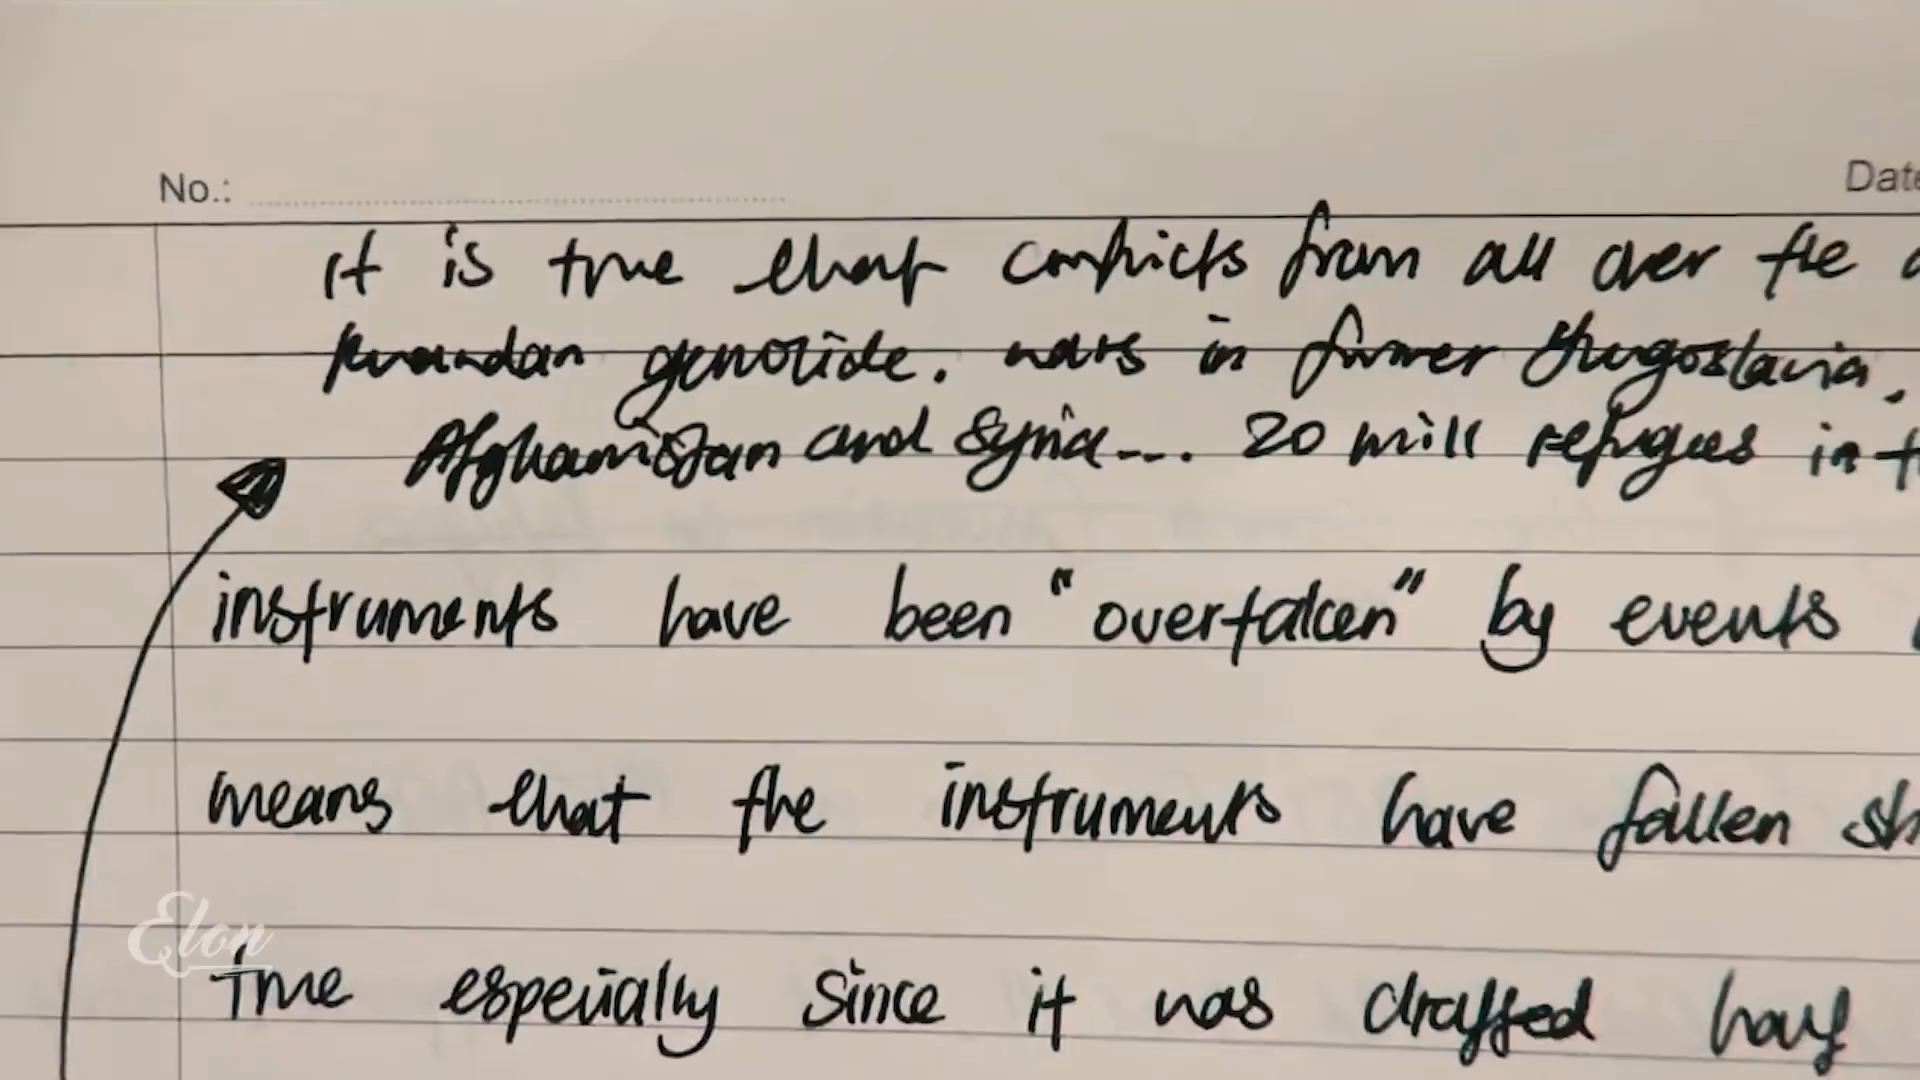 No.:
Date
it is true that conflicts from all over the
Rwandan genocide. wars in former Yugoslavia.
Afghanistan and Syria.... 20 mill refugees in
instruments have been "overtaken" by events
means that the instruments have fallen sh
true especially since it was drafted half
Elon